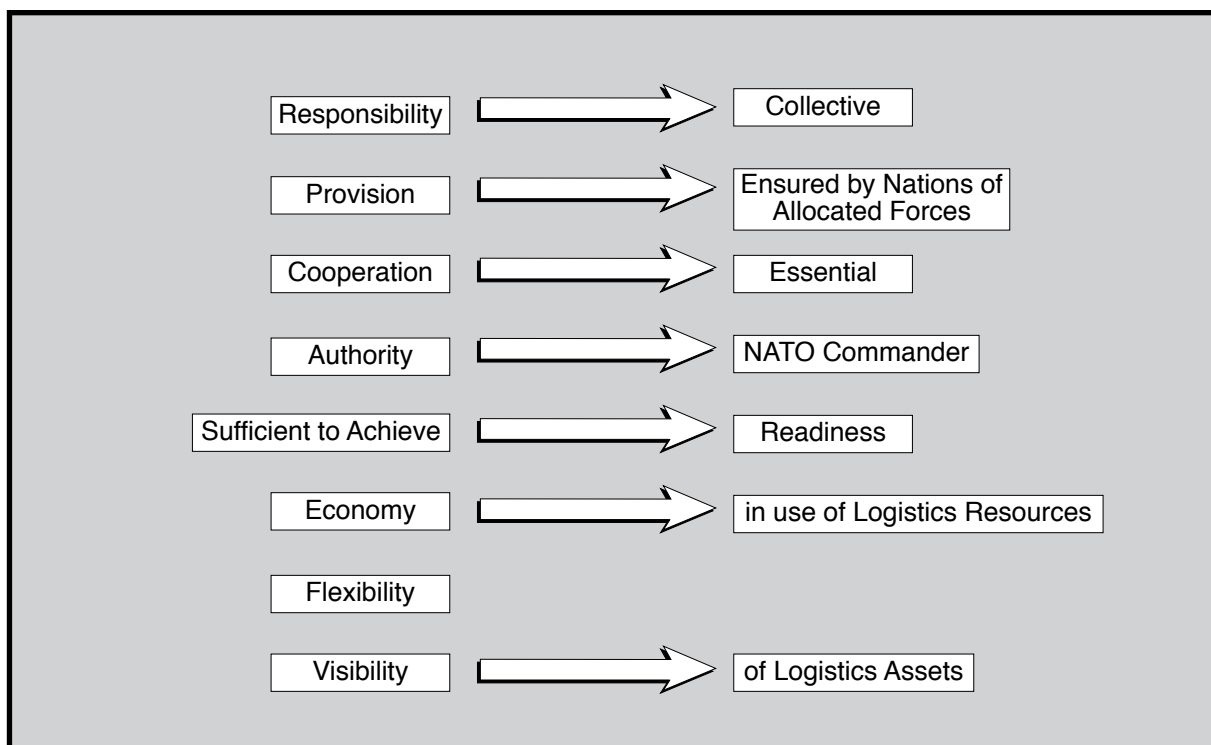 Responsibility
Collective
Provision
Ensured by Nations of
Allocated Forces
Cooperation
Essential
Authority
NATO Commander
Sufficient to Achieve
Readiness
Economy
in use of Logistics Resources
Flexibility
Visibility
of Logistics Assets